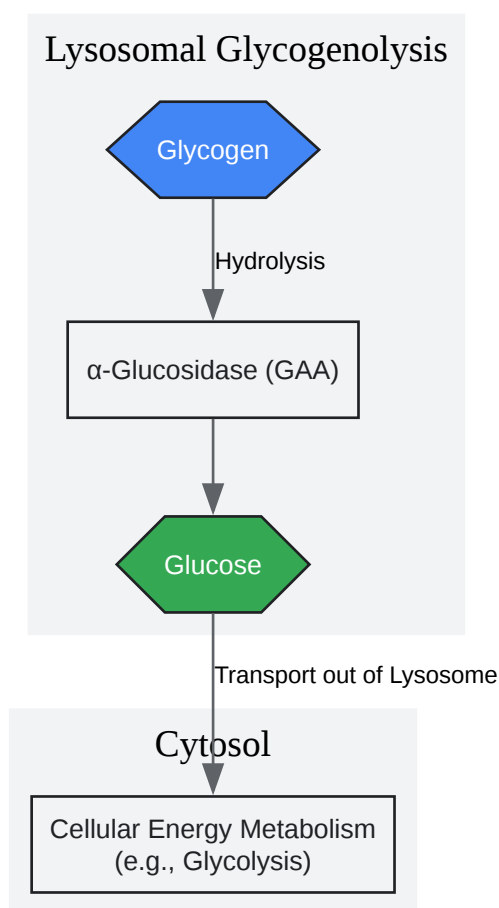 Lysosomal Glycogenolysis
Glycogen
Hydrolysis
α-Glucosidase (GAA)
Glucose
Transport out of Lysosome
Cytosol
Cellular Energy Metabolism
(e.g., Glycolysis)